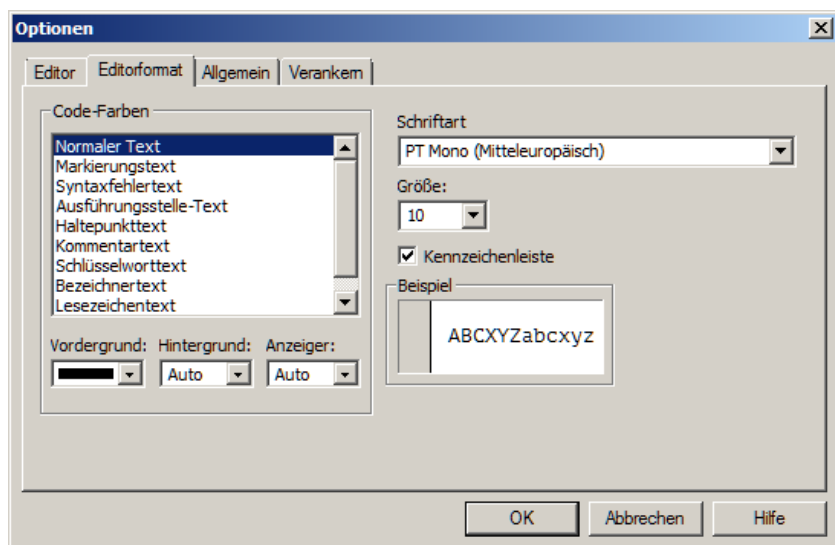 Optionen
Editor Editorformat Allgemein Verankern
Code-Farben
Normaler Text
Markierungstext
Syntaxfehlertext
Ausführungsstelle-Text
Haltepunkttext
Kommentartext
Schlüsselworttext
Bezeichnertext
Lesezeichentext
Vordergrund: Hintergrund: Anzeiger:
Auto Auto
Schriftart
PT Mono (Mitteleuropäisch)
Größe:
10
Kennzeichenleiste
Beispiel
ABCXYZabcxyz
OK Abbrechen Hilfe